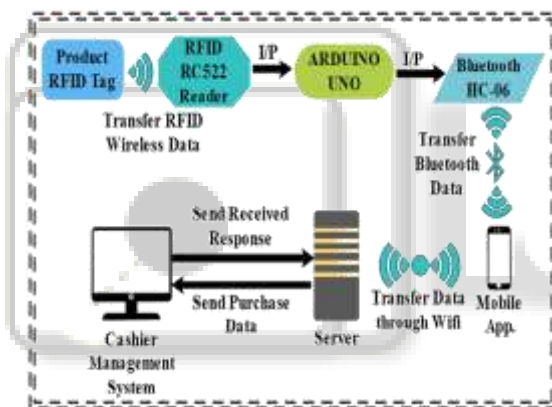 Product
RFID Tag
RFID
RC522
Reader
I/P
ARDUINO
UNO
I/P
Bluetooth
HC-06
Transfer RFID
Wireless Data
Transfer
Bluetooth
Data
Send Received
Response
Send Purchase
Data
Cashier
Management
System
Server
Transfer Data
through Wifi
Mobile
App.